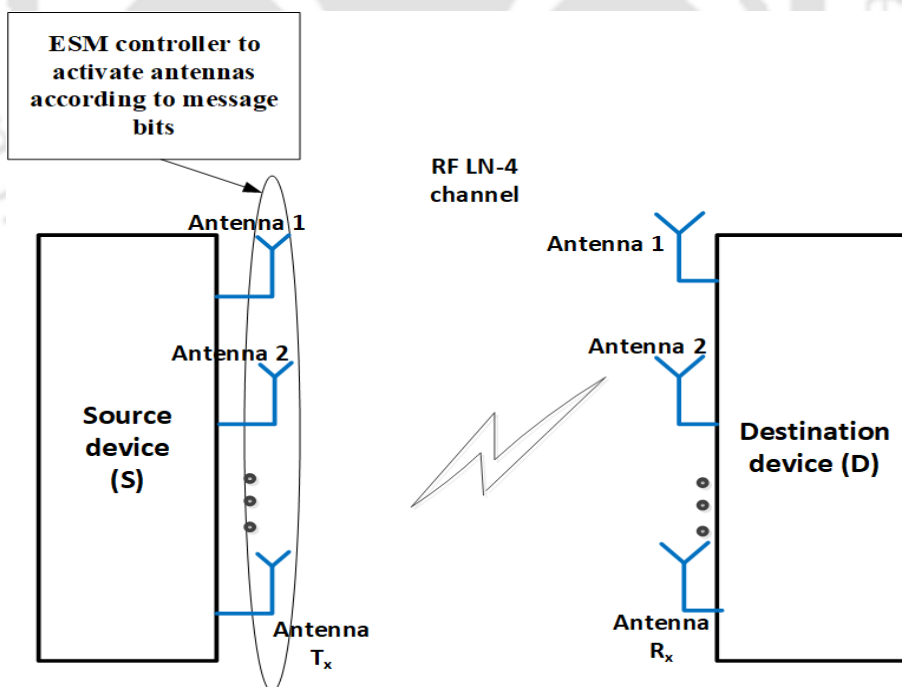 ESM controller to
activate antennas
according to message
bits
RF LN-4
channel
Antenna 1
Antenna 1
Antenna 2
Antenna 2
Source
device
(S)
Destination
device (D)
Antenna
Tₓ
Antenna
Rₓ